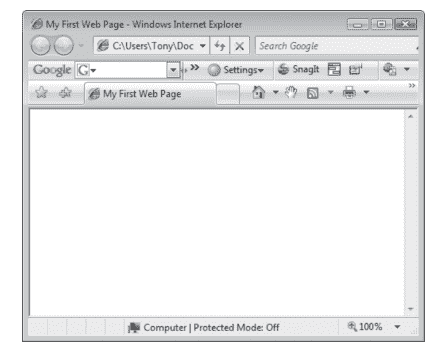 My First Web Page - Windows Internet Explorer
C:\Users\Tony\Doc
Search Google
Google G
Settings
SnagIt
My First Web Page
Computer | Protected Mode: Off
100%